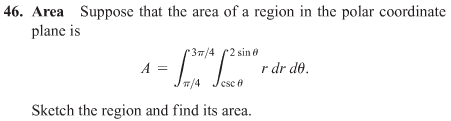 46. Area Suppose that the area of a region in the polar coordinate
plane is
A = ∫_{π/4}^{3π/4} ∫_{csc θ}^{2 sin θ} r dr dθ.
Sketch the region and find its area.